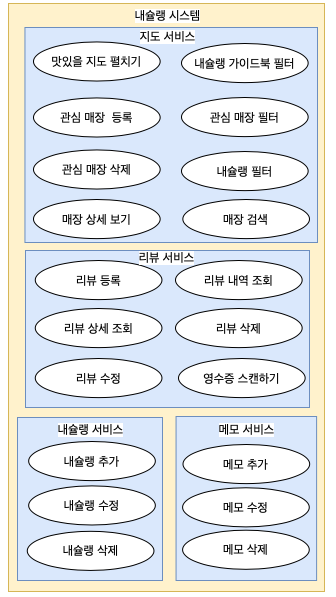 내슐랭 시스템
지도 서비스
맛있을 지도 펼치기
내슐랭 가이드북 필터
관심 매장 등록
관심 매장 필터
관심 매장 삭제
내슐랭 필터
매장 상세 보기
매장 검색
리뷰 서비스
리뷰 등록
리뷰 내역 조회
리뷰 상세 조회
리뷰 삭제
리뷰 수정
영수증 스캔하기
내슐랭 서비스
내슐랭 추가
내슐랭 수정
내슐랭 삭제
메모 서비스
메모 추가
메모 수정
메모 삭제